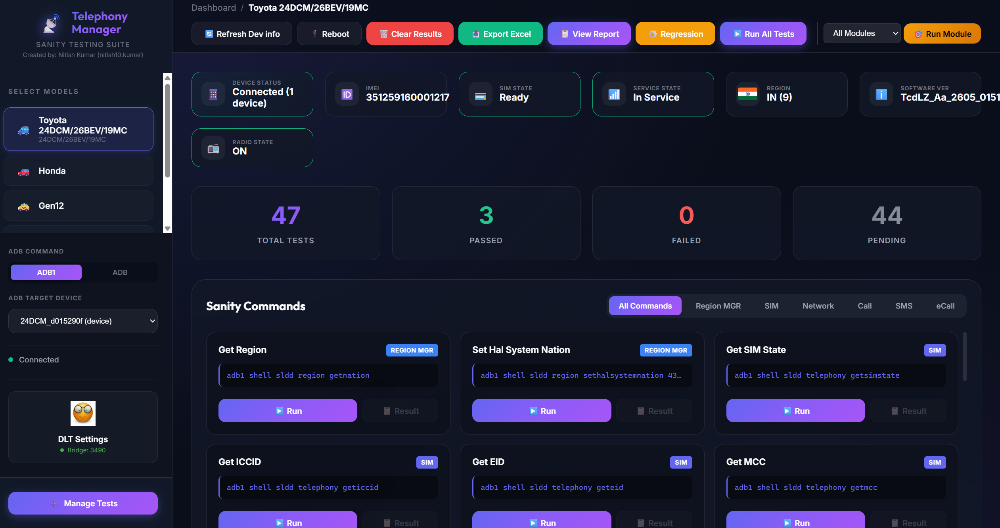 Telephony
Manager
SANITY TESTING SUITE
Created by: Nitish Kumar (nitish10.kumar)
SELECT MODELS
Toyota
24DCM/26BEV/19MC
24DCM/26BEV/19MC
Honda
Gen12
ADB COMMAND
ADB1
ADB
ADB TARGET DEVICE
24DCM_d015290f (device)
Connected
DLT Settings
Bridge: 3490
Manage Tests
Dashboard / Toyota 24DCM/26BEV/19MC
Refresh Dev info
Reboot
Clear Results
Export Excel
View Report
Regression
Run All Tests
All Modules
Run Module
DEVICE STATUS
Connected (1
device)
ID
IMEI
351259160001217
SIM STATE
Ready
SERVICE STATE
In Service
REGION
IN (9)
SOFTWARE VER
TcdLZ_Aa_2605_0151
RADIO STATE
ON
47
TOTAL TESTS
3
PASSED
0
FAILED
44
PENDING
Sanity Commands
All Commands
Region MGR
SIM
Network
Call
SMS
eCall
Get Region
REGION MGR
adb1 shell sldd region getnation
Run
Result
Set Hal System Nation
REGION MGR
adb1 shell sldd region sethalsystemnation 43…
Run
Result
Get SIM State
SIM
adb1 shell sldd telephony getsimstate
Run
Result
Get ICCID
SIM
adb1 shell sldd telephony geticcid
Run
Result
Get EID
SIM
adb1 shell sldd telephony geteid
Run
Result
Get MCC
SIM
adb1 shell sldd telephony getmcc
Run
Result